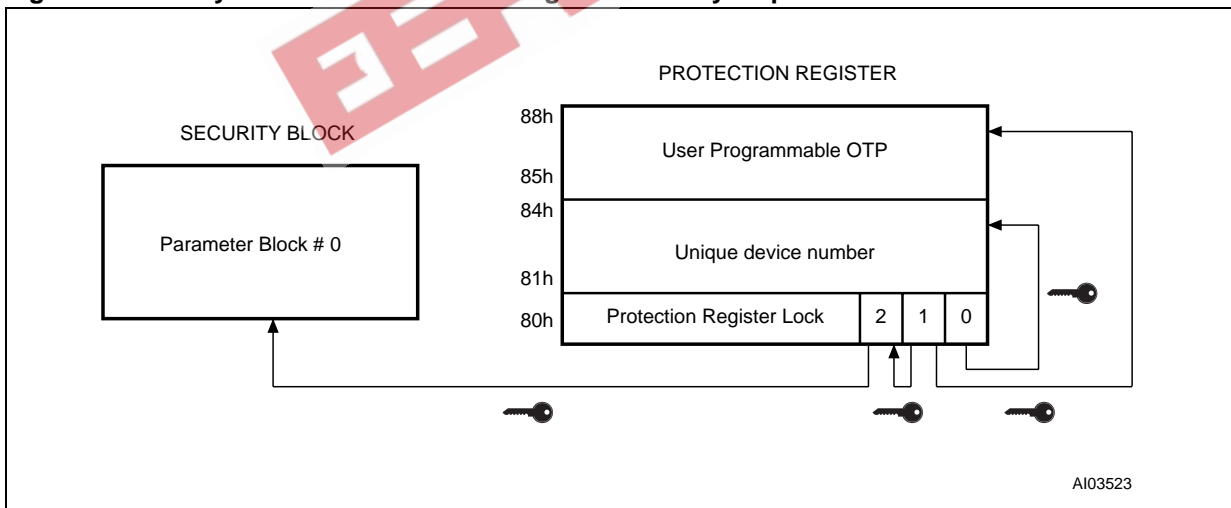 SECURITY BLOCK
Parameter Block # 0
PROTECTION REGISTER
88h
User Programmable OTP
85h
84h
Unique device number
81h
80h
Protection Register Lock 2 1 0
AI03523